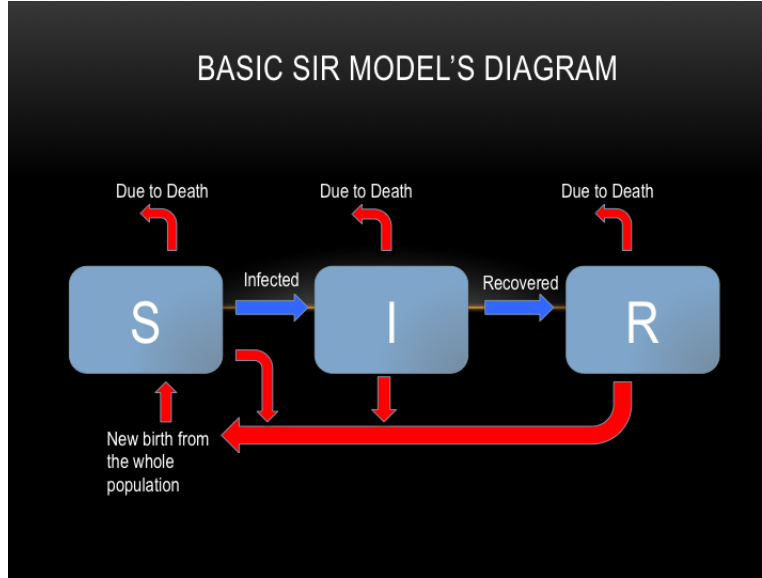 BASIC SIR MODEL'S DIAGRAM
Due to Death
Due to Death
Due to Death
Infected
Recovered
S
I
R
New birth from
the whole
population